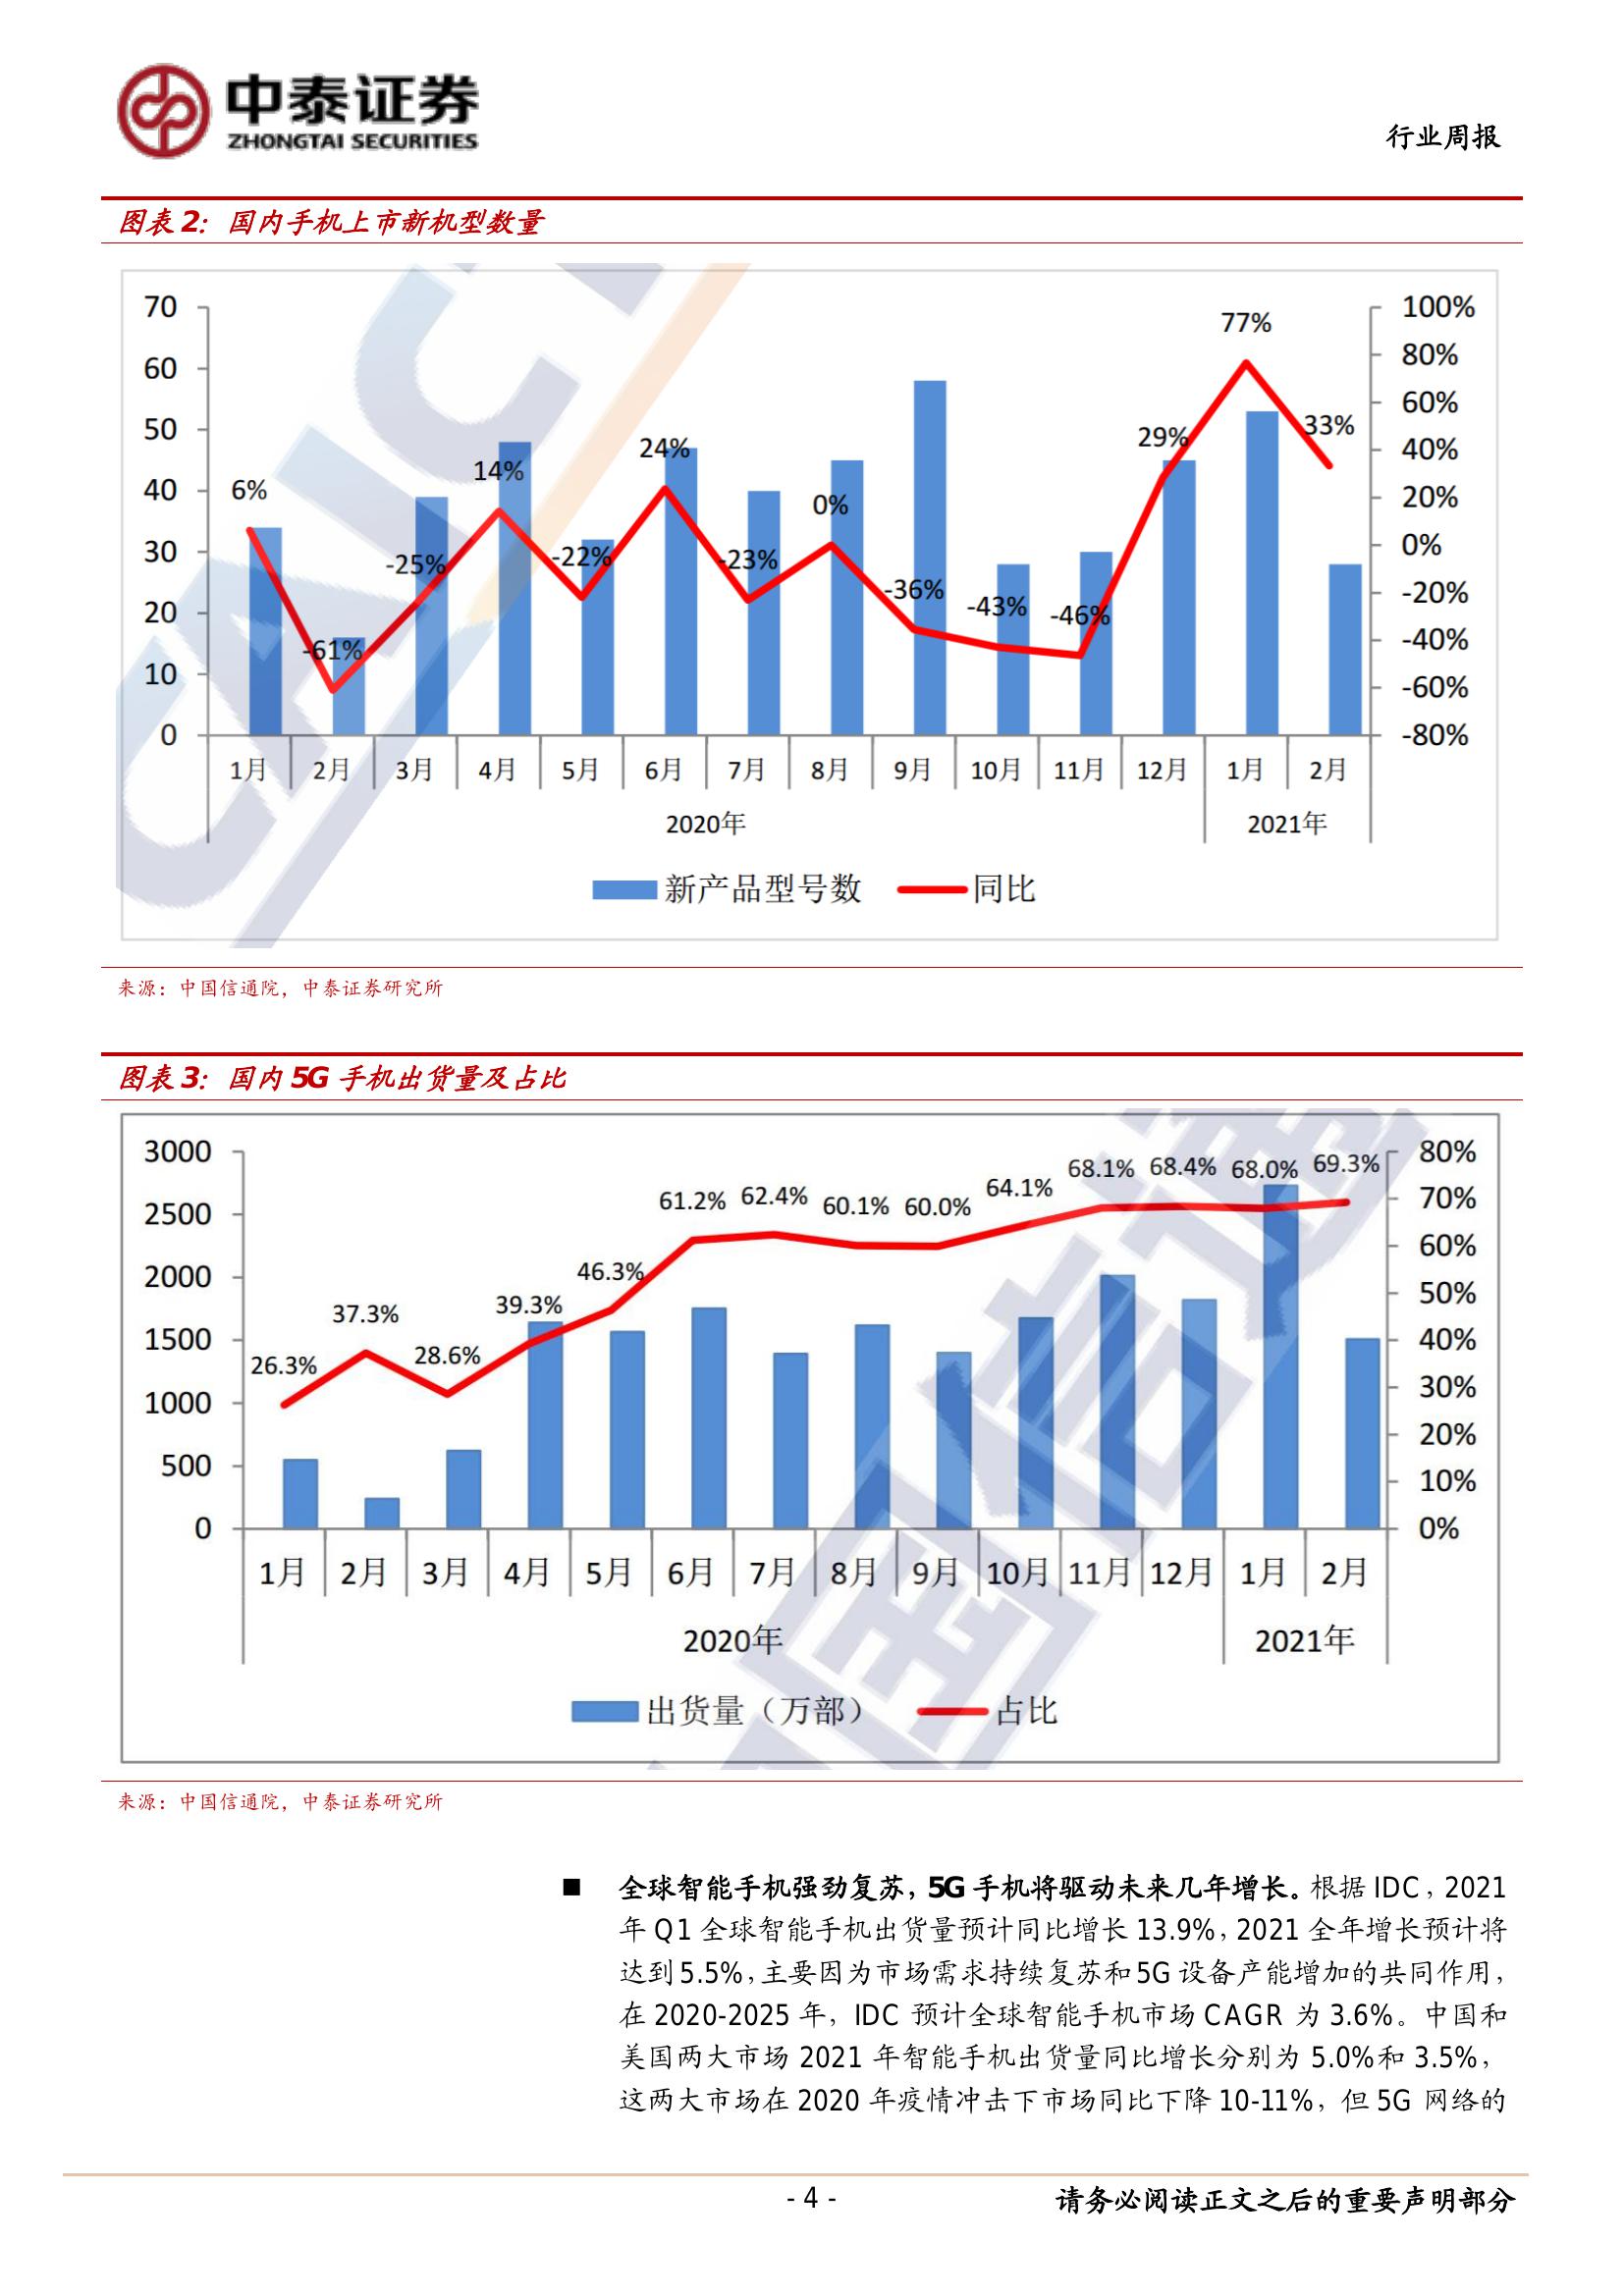 中泰证券
ZHONGTAI SECURITIES
行业周报
图表 2：国内手机上市新机型数量
70
60
50
40
30
20
10
0
100%
80%
60%
40%
20%
0%
-20%
-40%
-60%
-80%
6%
-61%
-25%
14%
-22%
24%
-23%
0%
-36%
-43%
-46%
29%
77%
33%
1月 2月 3月 4月 5月 6月 7月 8月 9月 10月 11月 12月 1月 2月
2020年 2021年
新产品型号数 同比
来源：中国信通院，中泰证券研究所
图表 3：国内 5G 手机出货量及占比
3000
2500
2000
1500
1000
500
0
80%
70%
60%
50%
40%
30%
20%
10%
0%
26.3%
37.3%
28.6%
39.3%
46.3%
61.2%
62.4%
60.1%
60.0%
64.1%
68.1%
68.4%
68.0%
69.3%
1月 2月 3月 4月 5月 6月 7月 8月 9月 10月 11月 12月 1月 2月
2020年 2021年
出货量（万部） 占比
来源：中国信通院，中泰证券研究所
■ 全球智能手机强劲复苏，5G 手机将驱动未来几年增长。根据 IDC，2021
年 Q1 全球智能手机出货量预计同比增长 13.9%，2021 全年增长预计将
达到 5.5%，主要因为市场需求持续复苏和 5G 设备产能增加的共同作用，
在 2020-2025 年，IDC 预计全球智能手机市场 CAGR 为 3.6%。中国和
美国两大市场 2021 年智能手机出货量同比增长分别为 5.0%和 3.5%，
这两大市场在 2020 年疫情冲击下市场同比下降 10-11%，但 5G 网络的
- 4 -
请务必阅读正文之后的重要声明部分